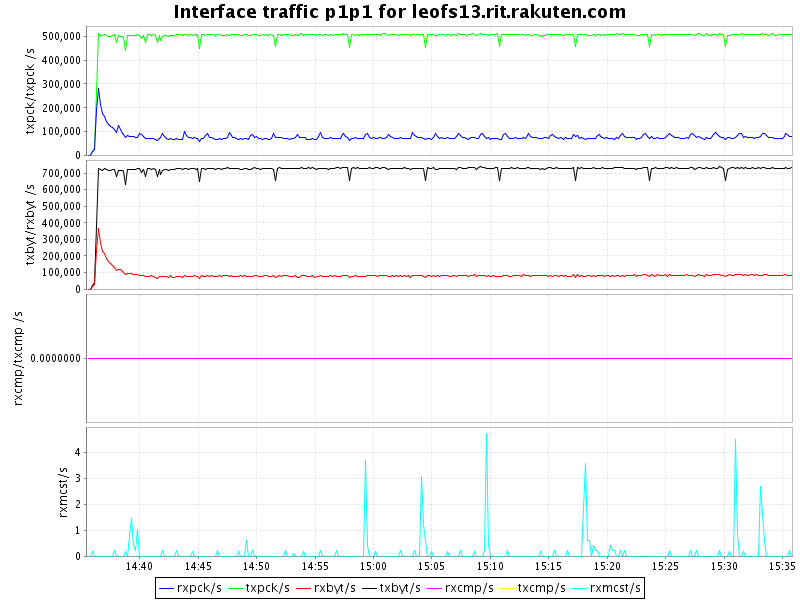 Interface traffic p1p1 for leofs13.rit.rakuten.com
txpck/txpck /s
500,000
400,000
300,000
200,000
100,000
0
txbyt/rxbyt /s
700,000
600,000
500,000
400,000
300,000
200,000
100,000
0
rxcmp/txcmp /s
0.0000000
rxmcst/s
4
3
2
1
0
14:40 14:45 14:50 14:55 15:00 15:05 15:10 15:15 15:20 15:25 15:30 15:35
rxpck/s txpck/s rxbyt/s txbyt/s rxcmp/s txcmp/s rxmcst/s